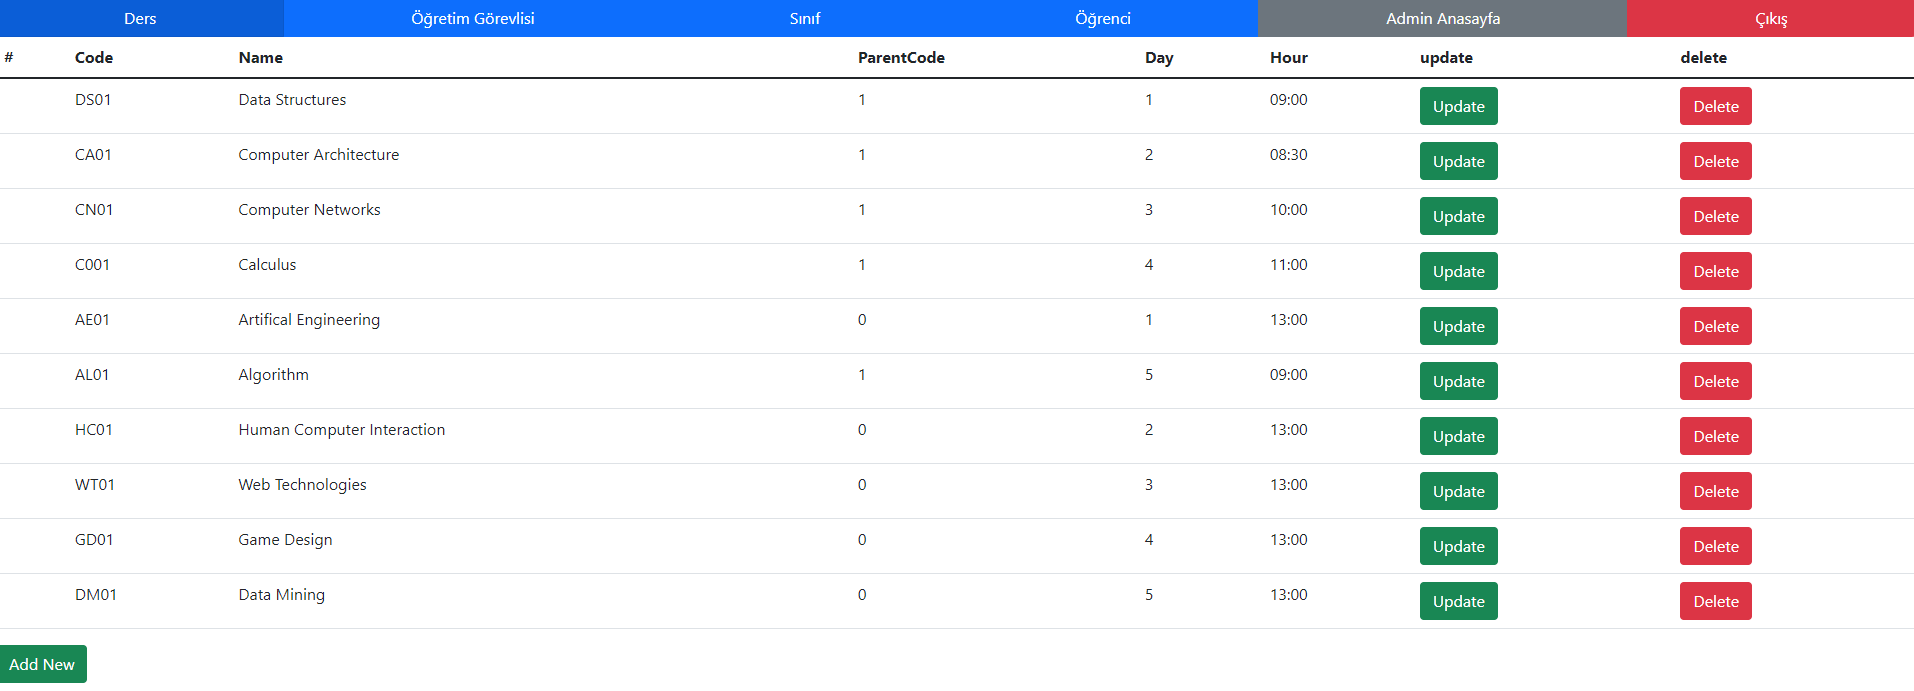 Ders Öğretim Görevlisi Sınıf Öğrenci Admin Anasayfa Çıkış
# Code Name ParentCode Day Hour update delete
DS01 Data Structures 1 1 09:00 Update Delete
CA01 Computer Architecture 1 2 08:30 Update Delete
CN01 Computer Networks 1 3 10:00 Update Delete
C001 Calculus 1 4 11:00 Update Delete
AE01 Artifical Engineering 0 1 13:00 Update Delete
AL01 Algorithm 1 5 09:00 Update Delete
HC01 Human Computer Interaction 0 2 13:00 Update Delete
WT01 Web Technologies 0 3 13:00 Update Delete
GD01 Game Design 0 4 13:00 Update Delete
DM01 Data Mining 0 5 13:00 Update Delete
Add New